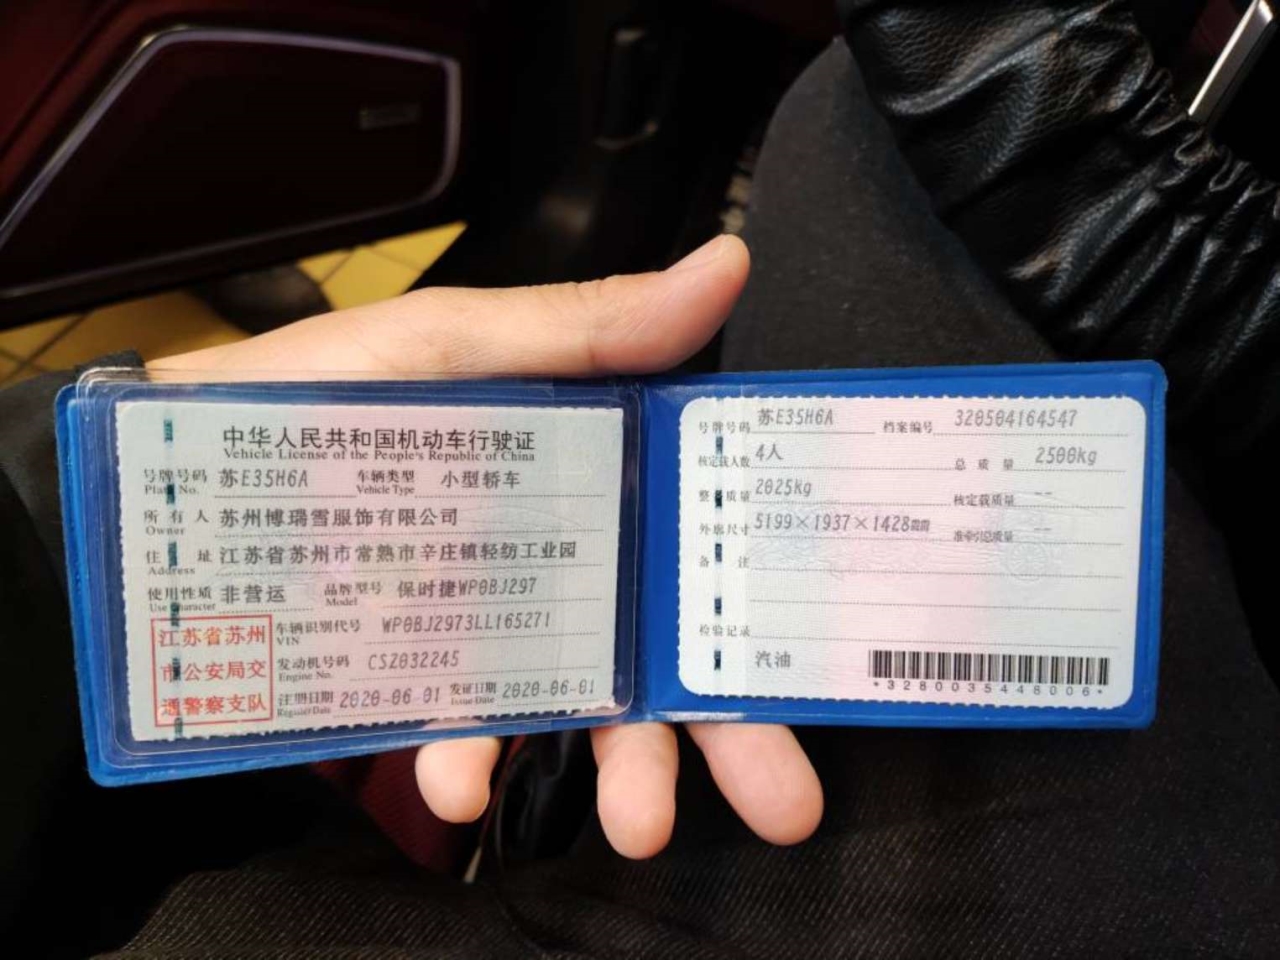 中华人民共和国机动车行驶证
Vehicle License of the People's Republic of China
号牌号码 苏E35H6A 车辆类型 小型轿车
Plate No. Vehicle Type
所有人 苏州博瑞雪服饰有限公司
Owner
住址 江苏省苏州市常熟市辛庄镇轻纺工业园
Address
使用性质 非营运 品牌型号 保时捷WP0BJ297
Use Character Model
江苏省苏州
市公安局交
通警察支队
车辆识别代号 WP0BJ2973LL165271
VIN
发动机号码 CSZ032245
Engine No.
注册日期 2020-06-01 发证日期 2020-06-01
Register Date Issue Date
号牌号码 苏E35H6A 档案编号 320504164547
核定载人数 4人 总质量 2500kg
整备质量 2025kg 核定载质量 --
外廓尺寸 5199×1937×1428mm 准牵引总质量 --
备注
检验记录
汽油
*3280035448006*